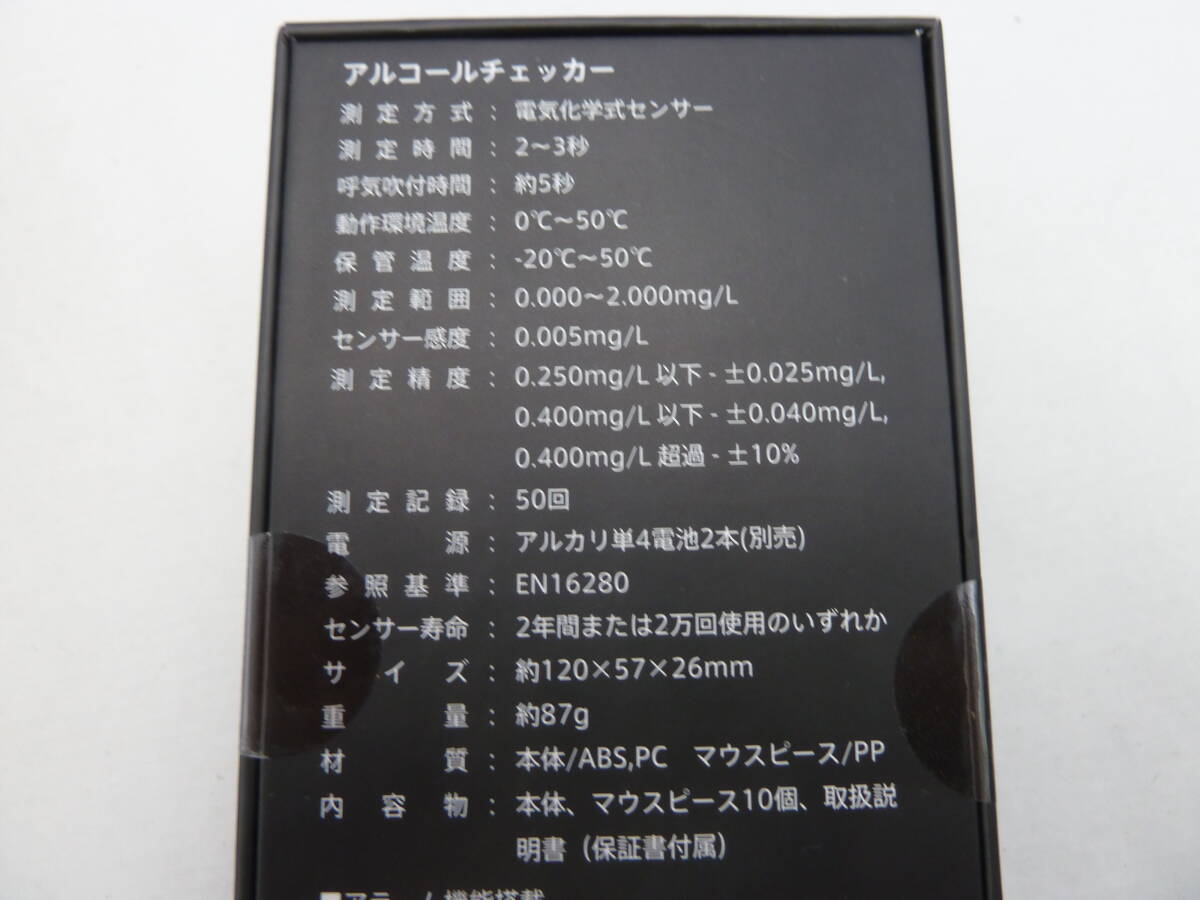 アルコールチェッカー
測定方式：電気化学式センサー
測定時間：2～3秒
呼気吹付時間：約5秒
動作環境温度：0℃～50℃
保管温度：-20℃～50℃
測定範囲：0.000～2.000mg/L
センサー感度：0.005mg/L
測定精度：0.250mg/L 以下 - ±0.025mg/L,
0.400mg/L 以下 - ±0.040mg/L,
0.400mg/L 超過 - ±10%
測定記録：50回
電源：アルカリ単4電池2本(別売)
参照基準：EN16280
センサー寿命：2年間または2万回使用のいずれか
サイズ：約120×57×26mm
重量：約87g
材質：本体/ABS,PC　マウスピース/PP
内容物：本体、マウスピース10個、取扱説
明書（保証書付属）
■アラーム機能搭載